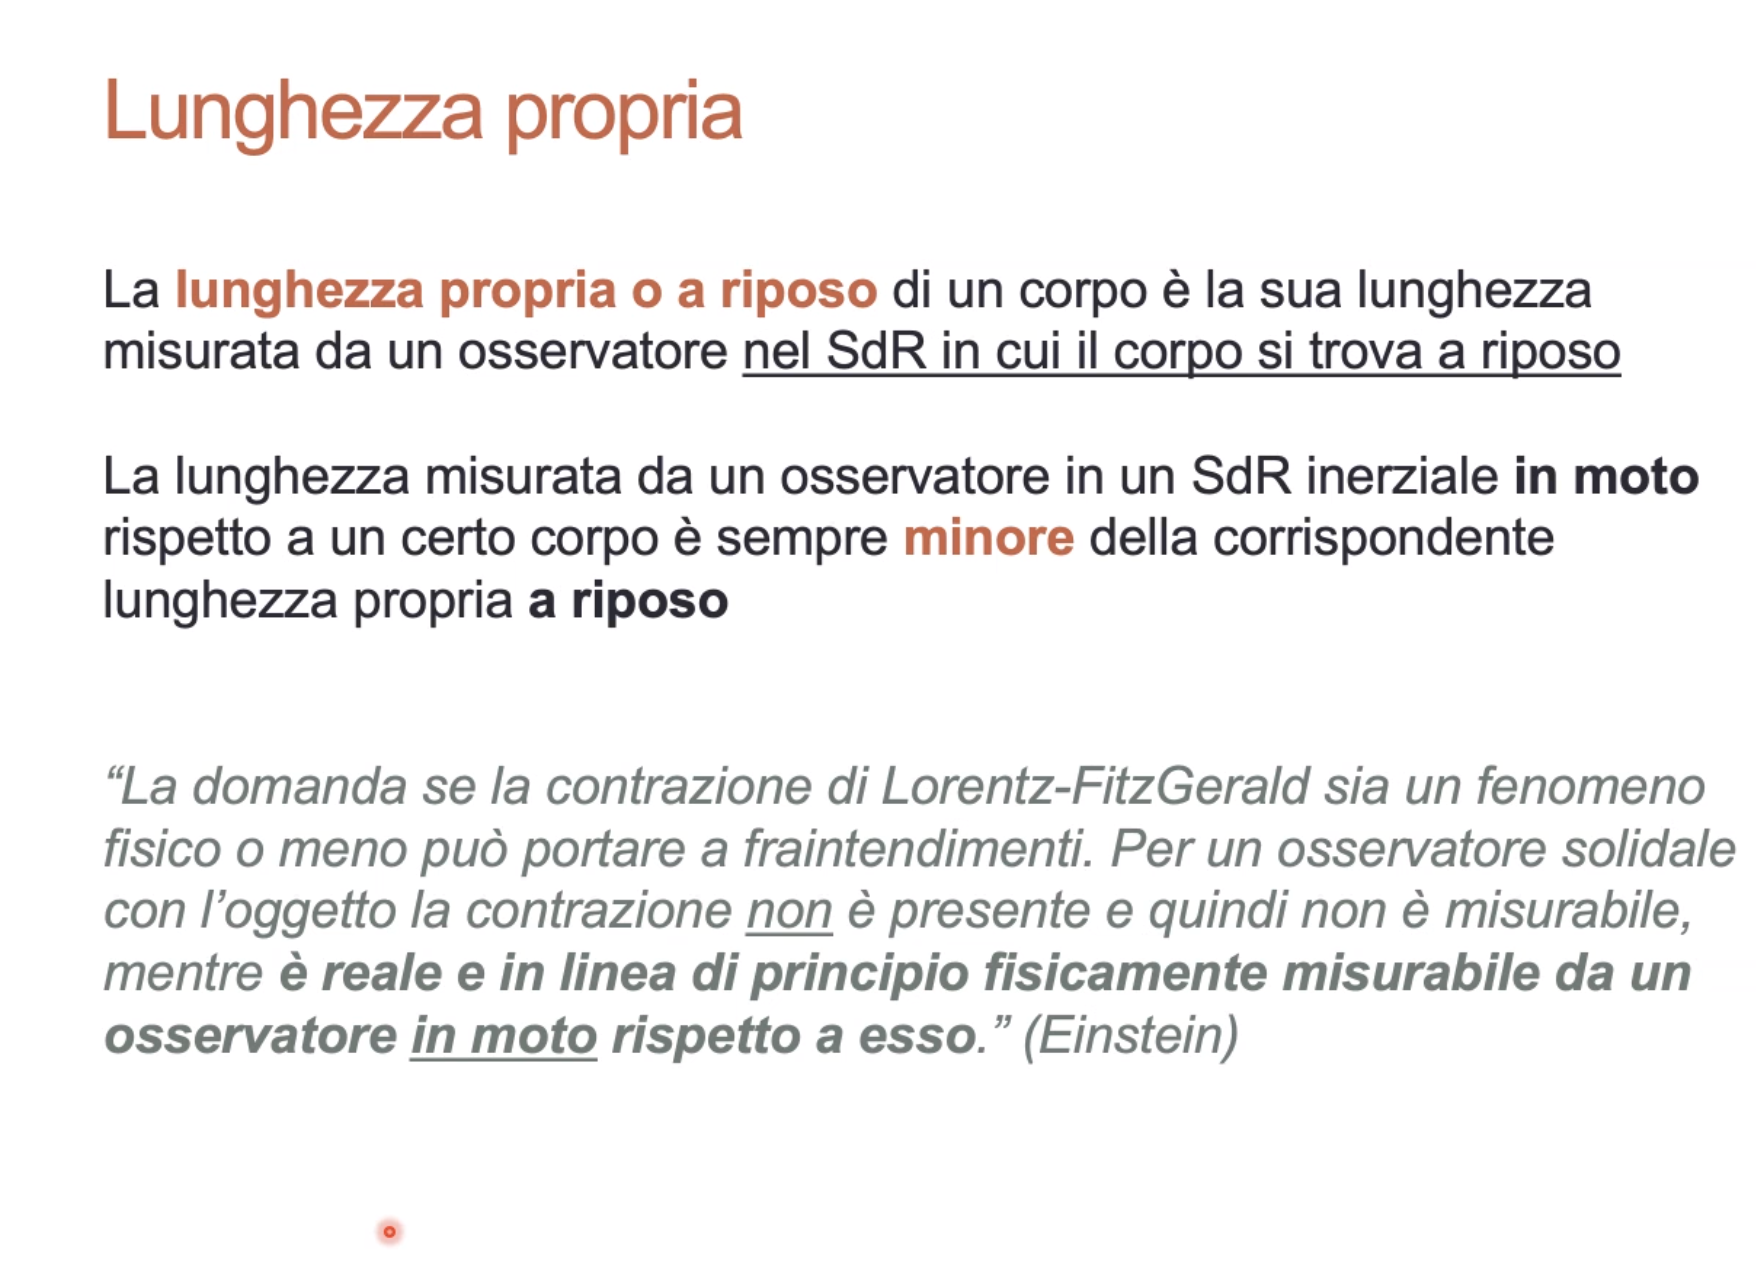 Lunghezza propria
La lunghezza propria o a riposo di un corpo è la sua lunghezza
misurata da un osservatore nel SdR in cui il corpo si trova a riposo
La lunghezza misurata da un osservatore in un SdR inerziale in moto
rispetto a un certo corpo è sempre minore della corrispondente
lunghezza propria a riposo
“La domanda se la contrazione di Lorentz-FitzGerald sia un fenomeno
fisico o meno può portare a fraintendimenti. Per un osservatore solidale
con l’oggetto la contrazione non è presente e quindi non è misurabile,
mentre è reale e in linea di principio fisicamente misurabile da un
osservatore in moto rispetto a esso.” (Einstein)